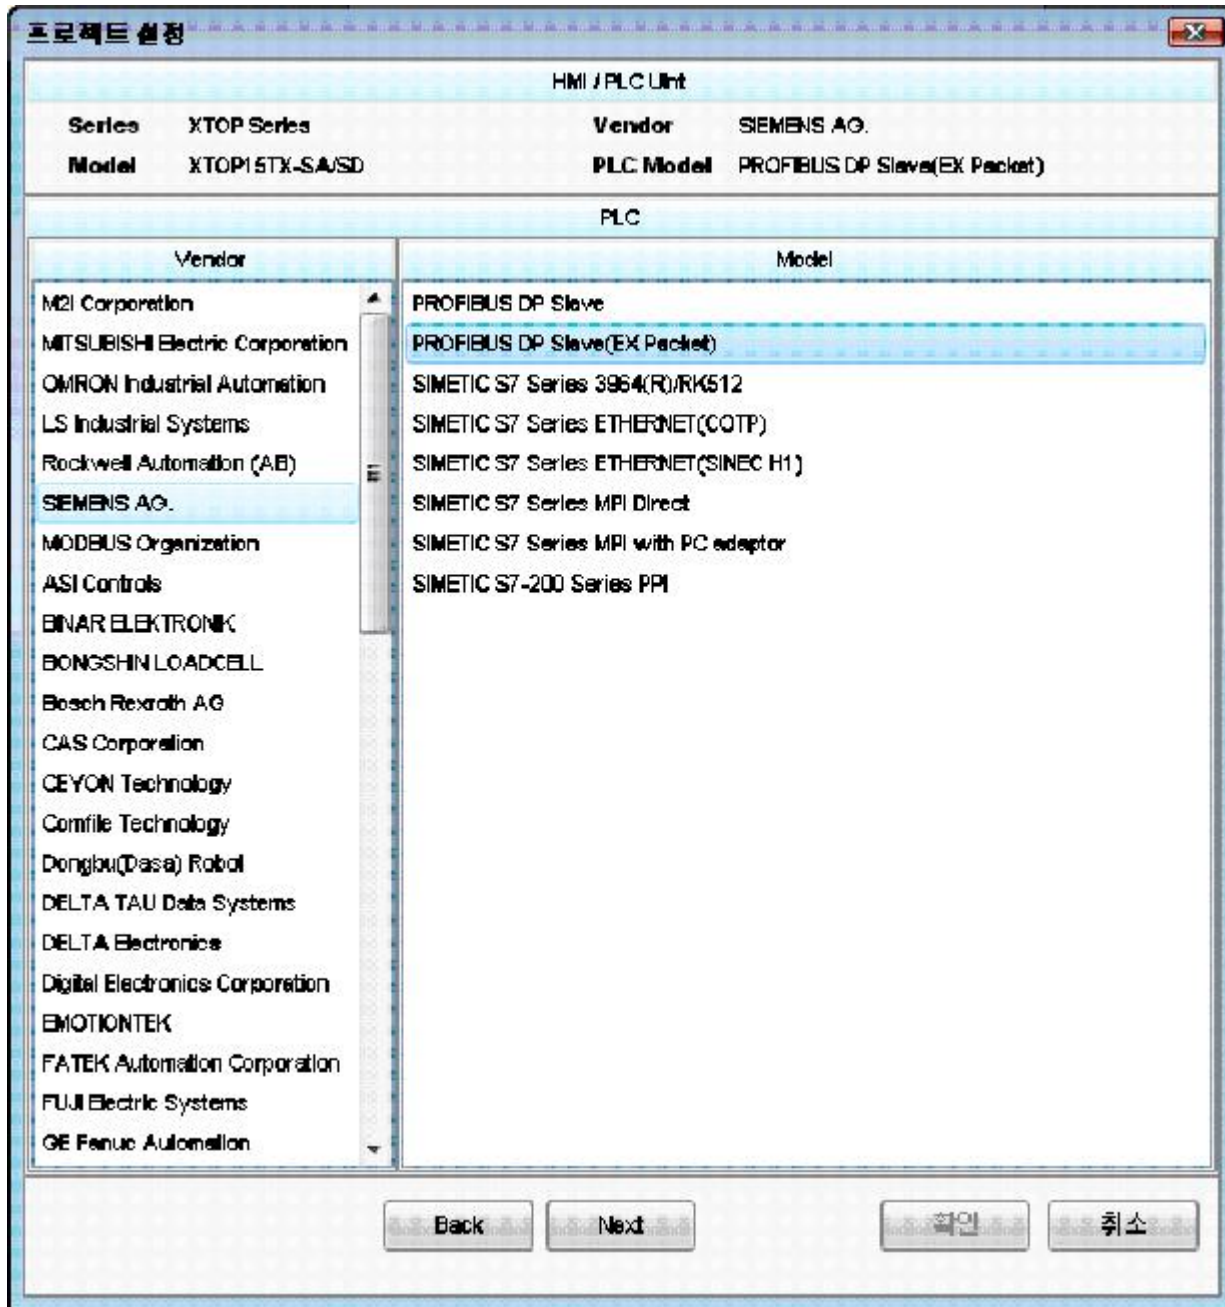 프로젝트 설정
HMI / PLC Uint
Series XTOP Series Vendor SIEMENS AG.
Model XTOP15TX-SA/SD PLC Model PROFIBUS DP Slave(EX Packet)
PLC
Vendor Model
M2I Corporation
MITSUBISHI Electric Corporation
OMRON Industrial Automation
LS Industrial Systems
Rockwell Automation (AB)
SIEMENS AG.
MODBUS Organization
ASI Controls
BINAR ELEKTRONIK
BONGSHIN LOADCELL
Bosch Rexroth AG
CAS Corporation
CEYON Technology
Comfile Technology
Dongbu(Dasa) Robot
DELTA TAU Data Systems
DELTA Electronics
Digital Electronics Corporation
EMOTIONTEK
FATEK Automation Corporation
FUJI Electric Systems
GE Fanuc Automation
PROFIBUS DP Slave
PROFIBUS DP Slave(EX Packet)
SIMETIC S7 Series 3964(R)/RK512
SIMETIC S7 Series ETHERNET(COTP)
SIMETIC S7 Series ETHERNET(SINEC H1)
SIMETIC S7 Series MPI Direct
SIMETIC S7 Series MPI with PC adaptor
SIMETIC S7-200 Series PPI
Back Next 확인 취소